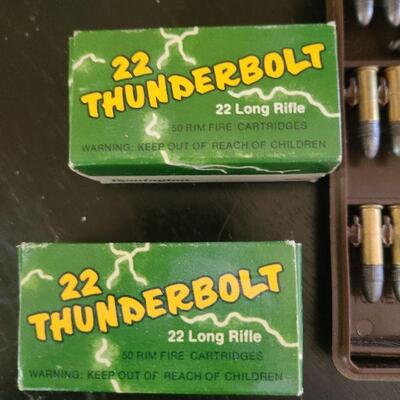 22
THUNDERBOLT
22 Long Rifle
50 RIM FIRE CARTRIDGES
WARNING: KEEP OUT OF REACH OF CHILDREN
Remington
22
THUNDERBOLT
22 Long Rifle
50 RIM FIRE CARTRIDGES
WARNING: KEEP OUT OF REACH OF CHILDREN